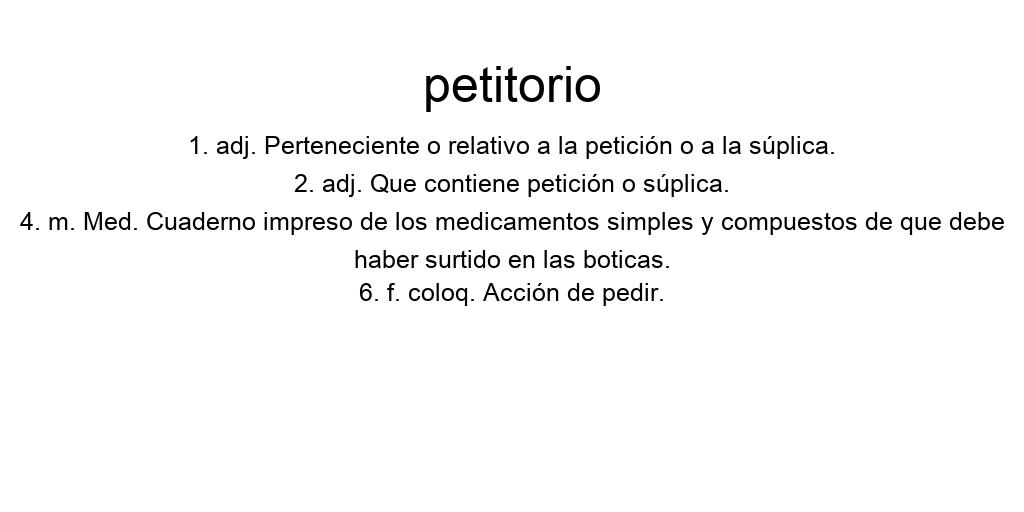 petitorio
1. adj. Perteneciente o relativo a la petición o a la súplica.
2. adj. Que contiene petición o súplica.
4. m. Med. Cuaderno impreso de los medicamentos simples y compuestos de que debe
haber surtido en las boticas.
6. f. coloq. Acción de pedir.